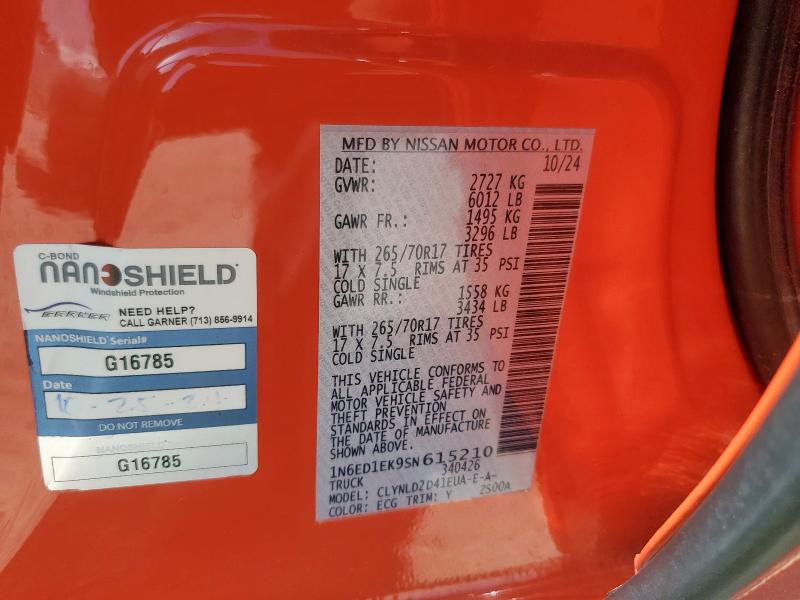 C-BOND
NANOSHIELD
Windshield Protection
GARNER
NEED HELP?
CALL GARNER (713) 856-9914
NANOSHIELD Serial#
G16785
Date
DO NOT REMOVE
NANOSHIELD Serial#
G16785
MFD BY NISSAN MOTOR CO., LTD.
DATE: 10/24
GVWR: 2727 KG
6012 LB
GAWR FR.: 1495 KG
3296 LB
WITH 265/70R17 TIRES
17 X 7.5 RIMS AT 35 PSI
COLD SINGLE
GAWR RR.: 1558 KG
3434 LB
WITH 265/70R17 TIRES
17 X 7.5 RIMS AT 35 PSI
COLD SINGLE
THIS VEHICLE CONFORMS TO
ALL APPLICABLE FEDERAL
MOTOR VEHICLE SAFETY AND
THEFT PREVENTION
STANDARDS IN EFFECT ON
THE DATE OF MANUFACTURE
SHOWN ABOVE.
1N6ED1EK9SN615210
TRUCK 340426
MODEL: CLYNLD2D41EUA-E-A-
COLOR: ECG TRIM: Y 2S00A